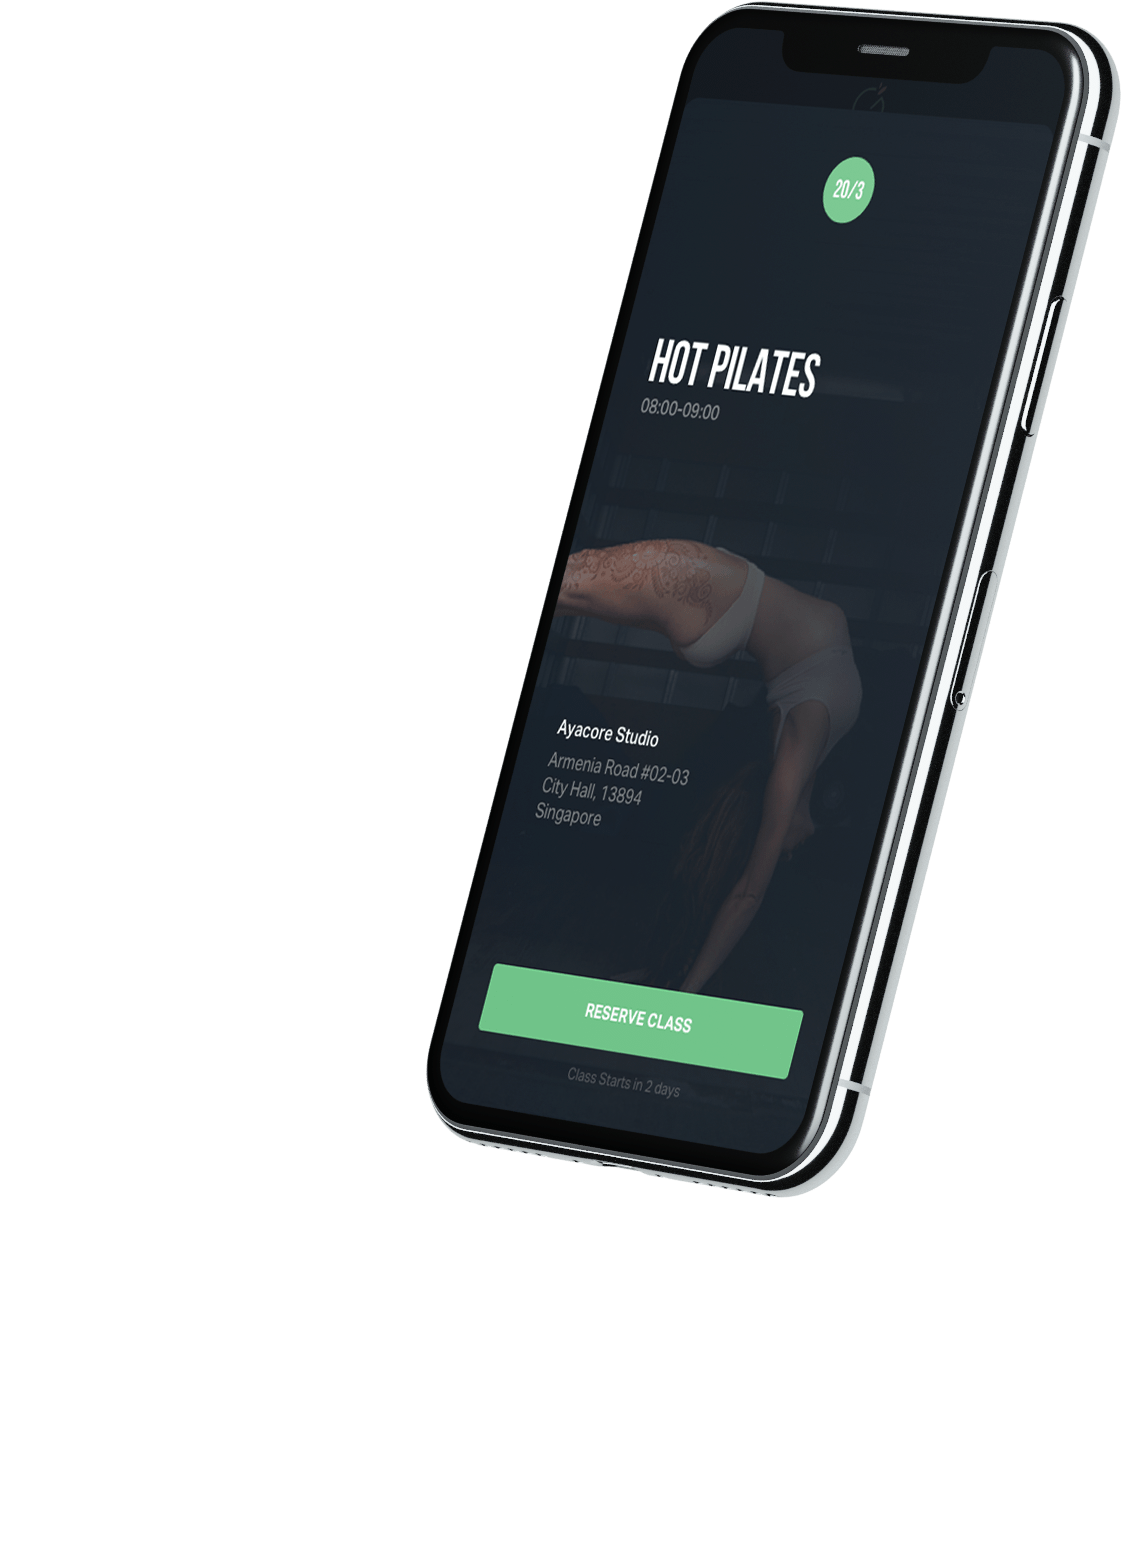 20/3
HOT PILATES
08:00-09:00
Ayacore Studio
Armenia Road #02-03
City Hall, 13894
Singapore
RESERVE CLASS
Class Starts in 2 days